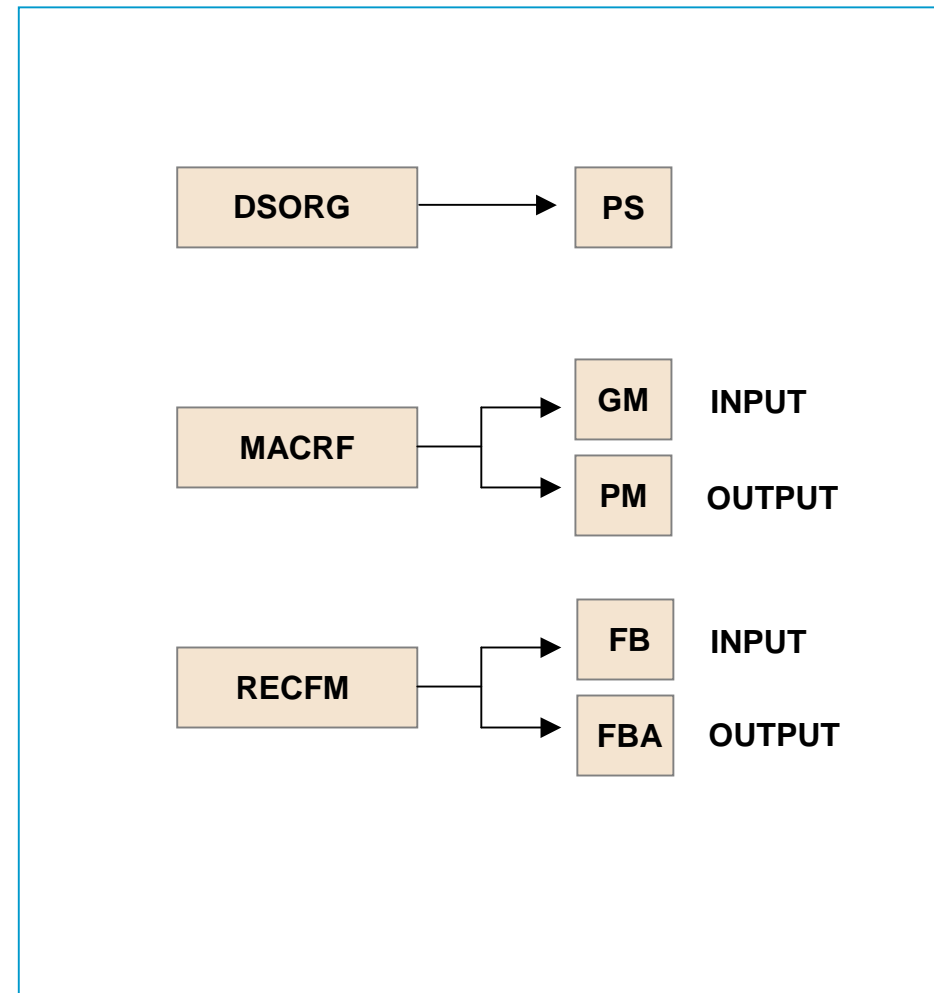 DSORG PS
GM INPUT
MACRF
PM OUTPUT
FB INPUT
RECFM
FBA OUTPUT